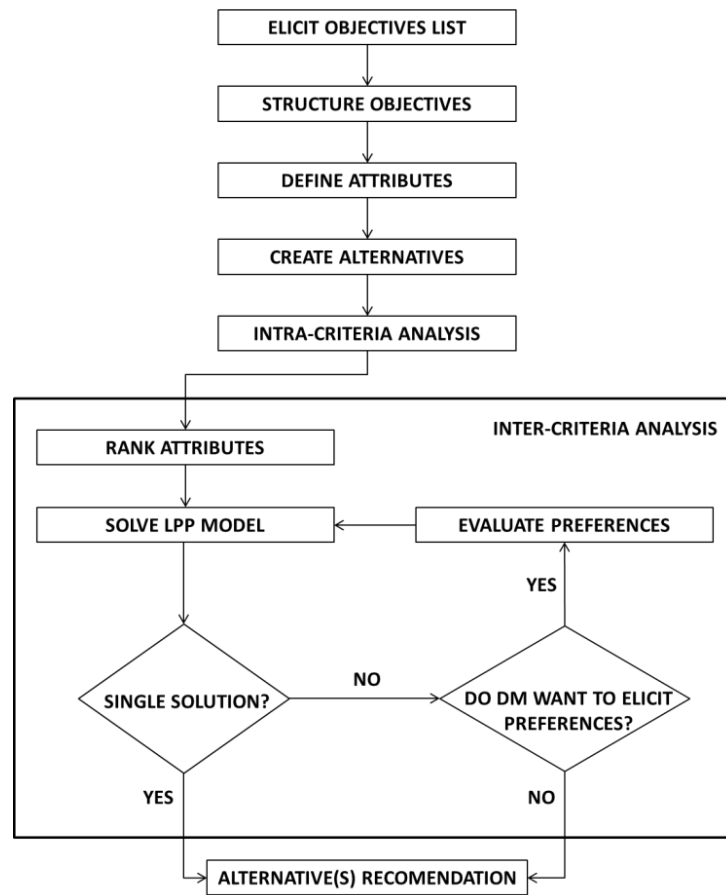 ELICIT OBJECTIVES LIST
STRUCTURE OBJECTIVES
DEFINE ATTRIBUTES
CREATE ALTERNATIVES
INTRA-CRITERIA ANALYSIS
INTER-CRITERIA ANALYSIS
RANK ATTRIBUTES
SOLVE LPP MODEL
EVALUATE PREFERENCES
YES
NO
SINGLE SOLUTION?
DO DM WANT TO ELICIT
PREFERENCES?
YES
NO
ALTERNATIVE(S) RECOMENDATION